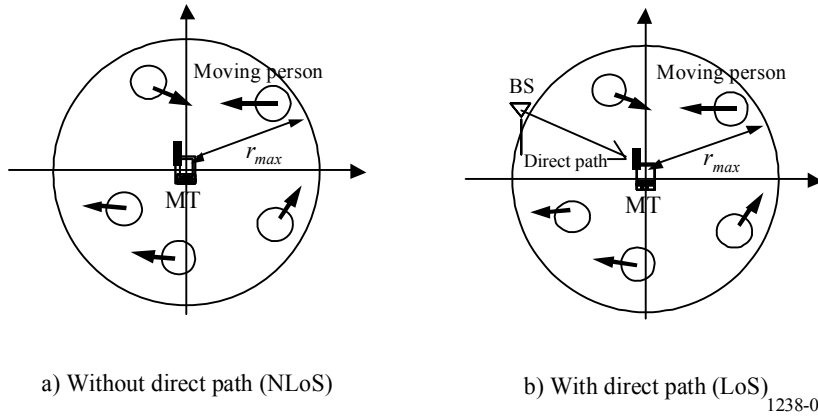 Moving person
r_max
MT
BS
Moving person
Direct path
r_max
MT
a) Without direct path (NLoS)
b) With direct path (LoS)
1238-0